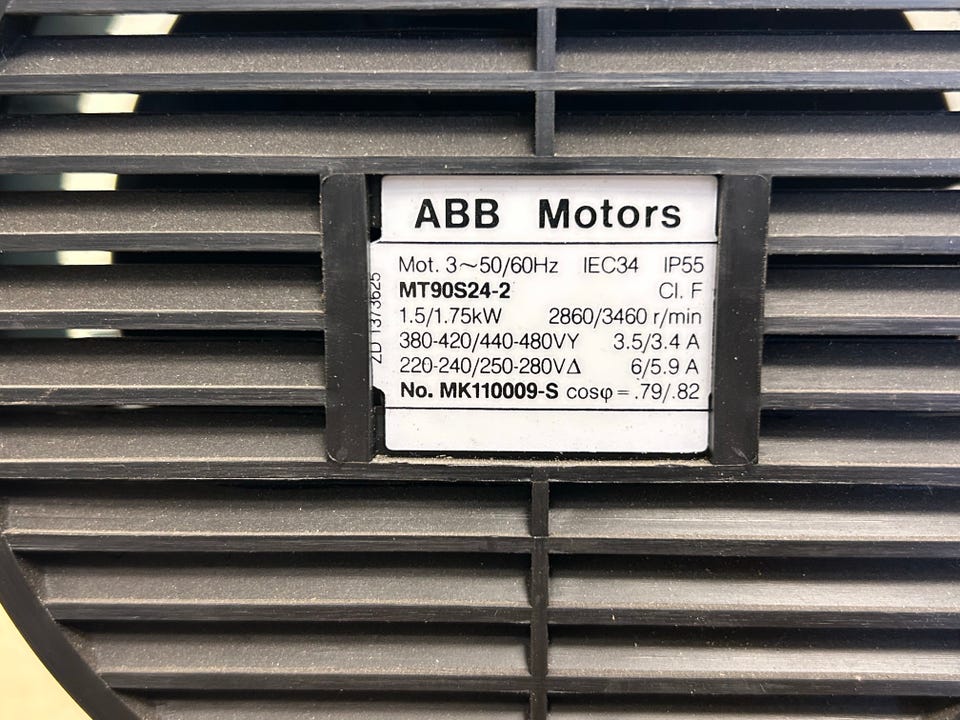 ABB Motors
Mot. 3~50/60Hz IEC34 IP55
MT90S24-2 Cl. F
1.5/1.75kW 2860/3460 r/min
380-420/440-480VY 3.5/3.4 A
220-240/250-280VΔ 6/5.9 A
No. MK110009-S cosφ = .79/.82
ZD 1373625